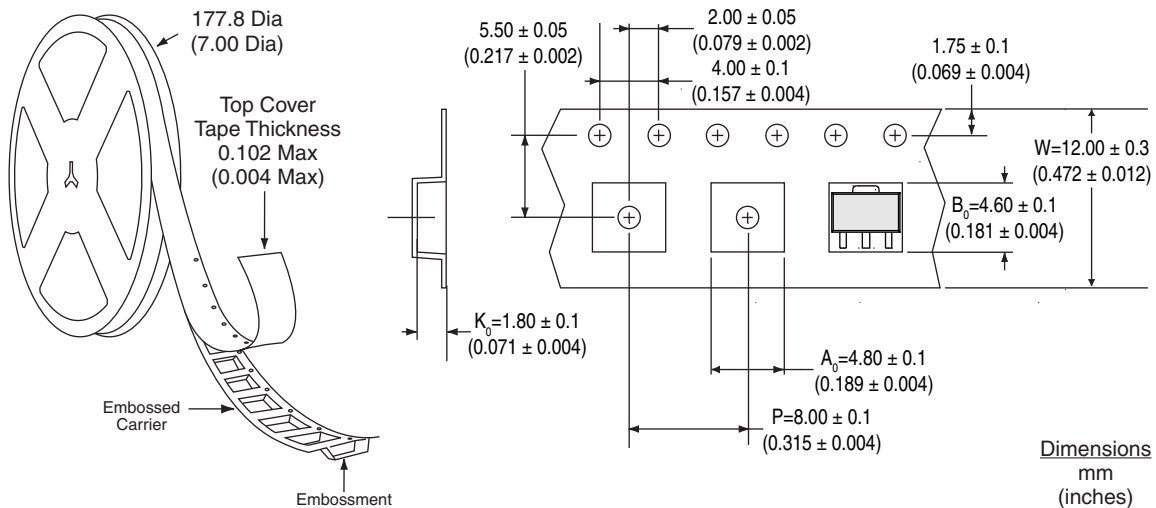 177.8 Dia
(7.00 Dia)
Top Cover
Tape Thickness
0.102 Max
(0.004 Max)
Embossed
Carrier
Embossment
5.50 ± 0.05
(0.217 ± 0.002)
2.00 ± 0.05
(0.079 ± 0.002)
4.00 ± 0.1
(0.157 ± 0.004)
1.75 ± 0.1
(0.069 ± 0.004)
W=12.00 ± 0.3
(0.472 ± 0.012)
B₀=4.60 ± 0.1
(0.181 ± 0.004)
K₀=1.80 ± 0.1
(0.071 ± 0.004)
A₀=4.80 ± 0.1
(0.189 ± 0.004)
P=8.00 ± 0.1
(0.315 ± 0.004)
Dimensions
mm
(inches)